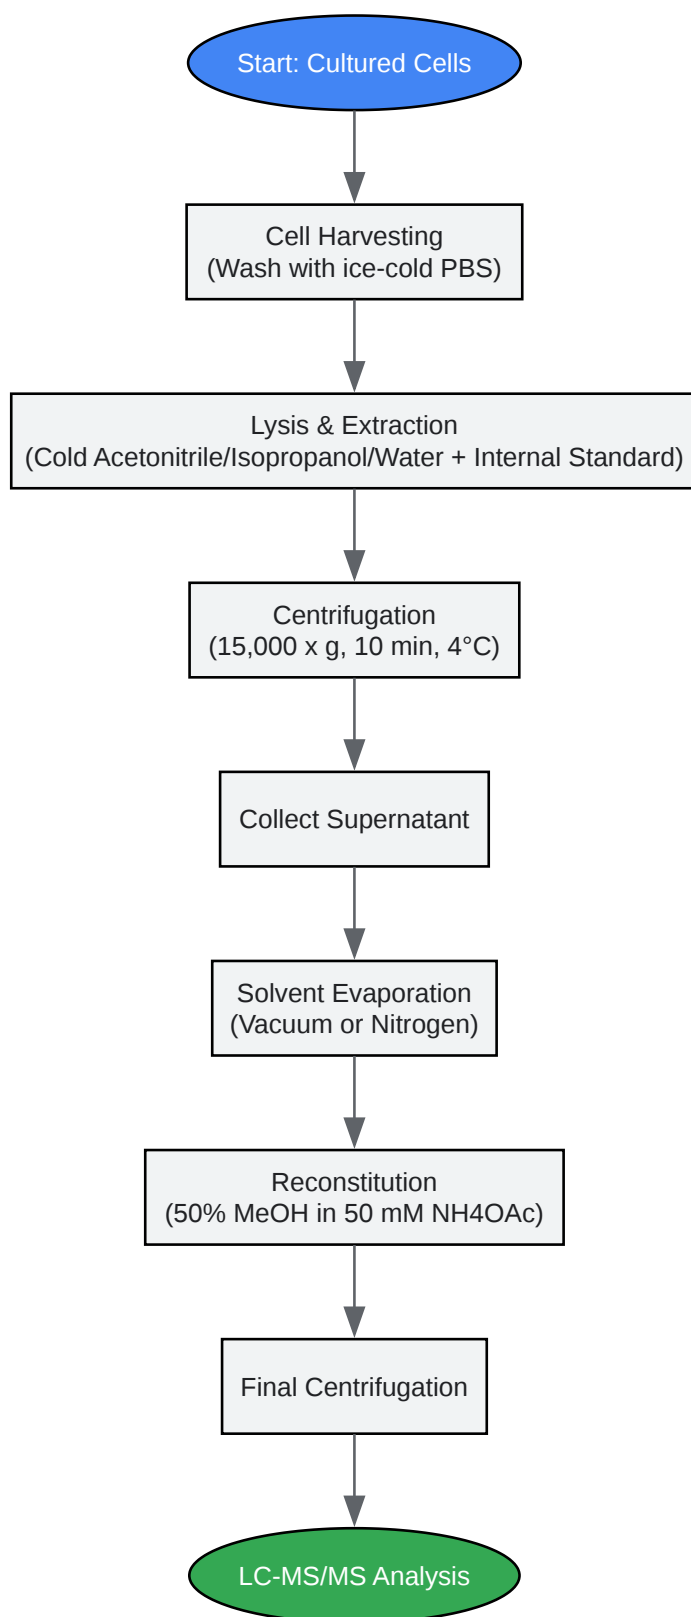 Start: Cultured Cells
Cell Harvesting
(Wash with ice-cold PBS)
Lysis & Extraction
(Cold Acetonitrile/Isopropanol/Water + Internal Standard)
Centrifugation
(15,000 x g, 10 min, 4°C)
Collect Supernatant
Solvent Evaporation
(Vacuum or Nitrogen)
Reconstitution
(50% MeOH in 50 mM NH4OAc)
Final Centrifugation
LC-MS/MS Analysis